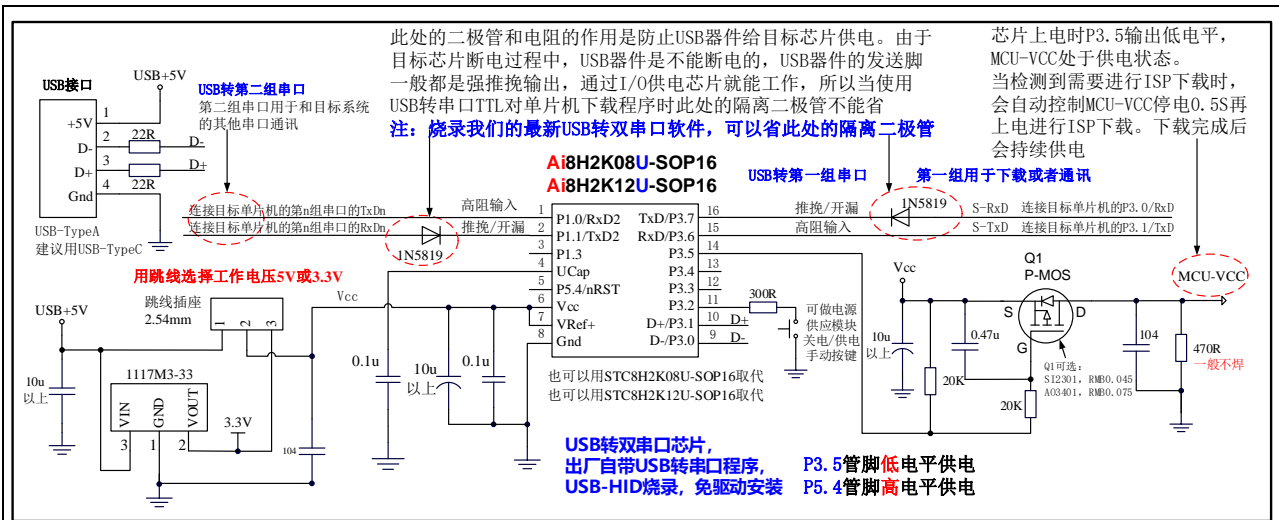 此处的二极管和电阻的作用是防止USB器件给目标芯片供电。由于
目标芯片断电过程中，USB器件是不能断电的，USB器件的发送脚
一般都是强推挽输出，通过I/O供电芯片就能工作，所以当使用
USB转串口TTL对单片机下载程序时此处的隔离二极管不能省
注：烧录我们的最新USB转双串口软件，可以省此处的隔离二极管
芯片上电时P3.5输出低电平，
MCU-VCC处于供电状态。
当检测到需要进行ISP下载时，
会自动控制MCU-VCC停电0.5S再
上电进行ISP下载。下载完成后
会持续供电
USB接口
USB+5V
+5V
1
D-
2
22R
D-
D+
3
D+
Gnd
4
22R
USB-TypeA
建议用USB-TypeC
USB转第二组串口
第二组串口用于和目标系统
的其他串口通讯
连接目标单片机的第n组串口的TxDn
连接目标单片机的第n组串口的RxDn
高阻输入
推挽/开漏
1N5819
Ai8H2K08U-SOP16
Ai8H2K12U-SOP16
1
P1.0/RxD2
2
P1.1/TxD2
3
P1.3
4
UCap
5
P5.4/nRST
6
Vcc
7
VRef+
8
Gnd
TxD/P3.7
16
RxD/P3.6
15
P3.5
14
P3.4
13
P3.3
12
P3.2
11
D+/P3.1
10
D+
D-/P3.0
9
D-
也可以用STC8H2K08U-SOP16取代
也可以用STC8H2K12U-SOP16取代
USB转第一组串口
第一组用于下载或者通讯
推挽/开漏
1N5819
S-RxD
连接目标单片机的P3.0/RxD
高阻输入
S-TxD
连接目标单片机的P3.1/TxD
300R
可做电源
供应模块
关电/供电
手动按键
Vcc
10u
以上
0.47u
20K
20K
Q1
P-MOS
S
D
G
Q1可选：
SI2301, RMB0.045
AO3401, RMB0.075
MCU-VCC
104
470R
一般不焊
用跳线选择工作电压5V或3.3V
USB+5V
跳线插座
2.54mm
1
2
3
10u
以上
1117M3-33
VIN
GND
VOUT
3
1
2
3.3V
104
Vcc
0.1u
10u
以上
0.1u
USB转双串口芯片，
出厂自带USB转串口程序，
USB-HID烧录，免驱动安装
P3.5管脚低电平供电
P5.4管脚高电平供电